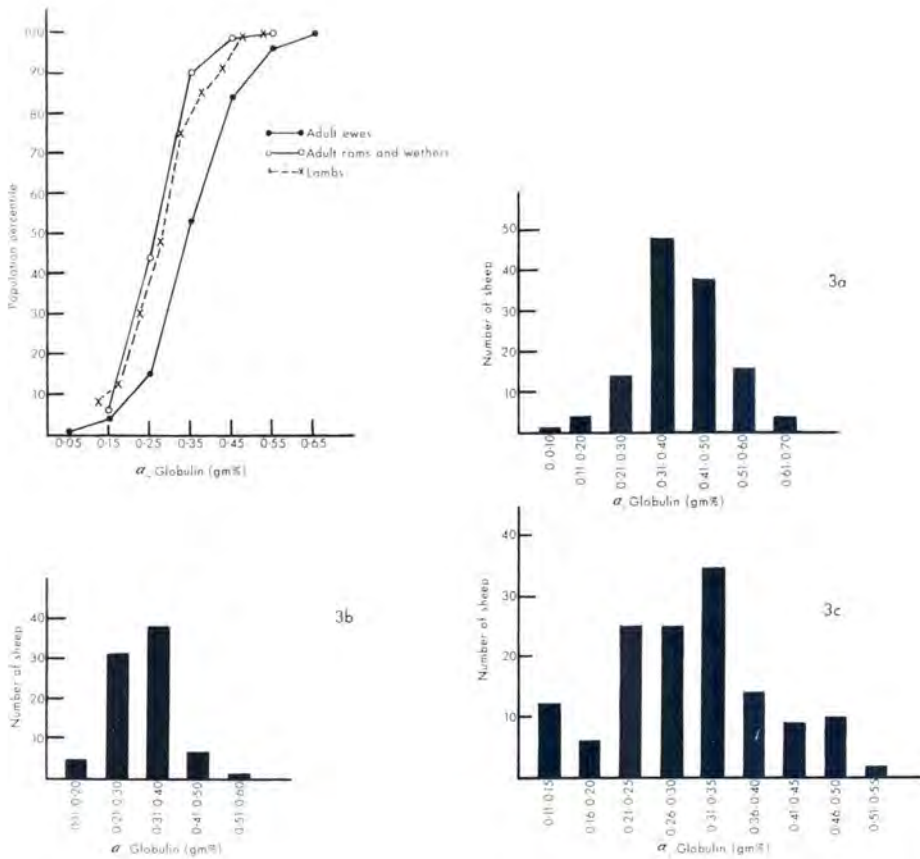 100
90
80
70
60
50
40
30
20
10
Population percentile
Adult ewes
Adult rams and wethers
Lambs
0·05 0·15 0·25 0·35 0·45 0·55 0·65
α Globulin (gm%)
3a
50
40
30
20
10
Number of sheep
0·0-0·10
0·11-0·20
0·21-0·30
0·31-0·40
0·41-0·50
0·51-0·60
0·61-0·70
α Globulin (gm%)
3b
40
30
20
10
Number of sheep
0·11-0·20
0·21-0·30
0·31-0·40
0·41-0·50
0·51-0·60
α Globulin (gm%)
3c
40
30
20
10
Number of sheep
0·11-0·15
0·16-0·20
0·21-0·25
0·26-0·30
0·31-0·35
0·36-0·40
0·41-0·45
0·46-0·50
0·51-0·55
α Globulin (gm%)